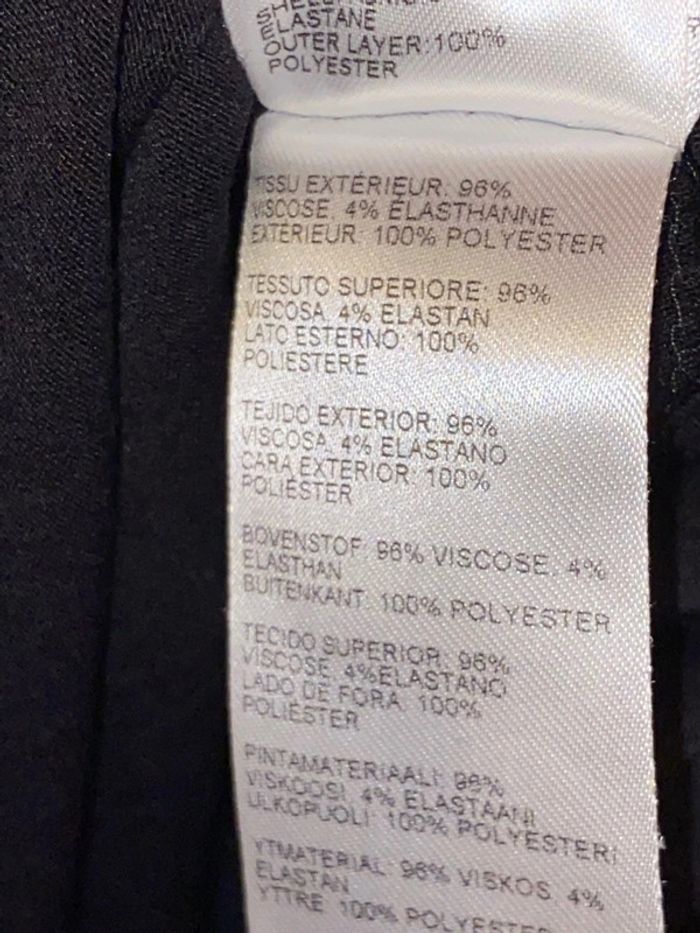 ELASTANE
OUTER LAYER:100%
POLYESTER
TISSU EXTÉRIEUR: 96%
VISCOSE, 4% ÉLASTHANNE
EXTÉRIEUR: 100% POLYESTER
TESSUTO SUPERIORE: 96%
VISCOSA, 4% ELASTAN
LATO ESTERNO: 100%
POLIESTERE
TEJIDO EXTERIOR: 96%
VISCOSA, 4% ELASTANO
CARA EXTERIOR: 100%
POLIÉSTER
BOVENSTOF: 96% VISCOSE, 4%
ELASTHAN
BUITENKANT: 100% POLYESTER
TECIDO SUPERIOR: 96%
VISCOSE, 4%ELASTANO
LADO DE FORA: 100%
POLIÉSTER
PINTAMATERIAALI: 96%
VISKOOSI, 4% ELASTAANI
ULKOPUOLI: 100% POLYESTERI
YTMATERIAL: 96% VISKOS, 4%
ELASTAN
YTTRE 100% POLYESTER